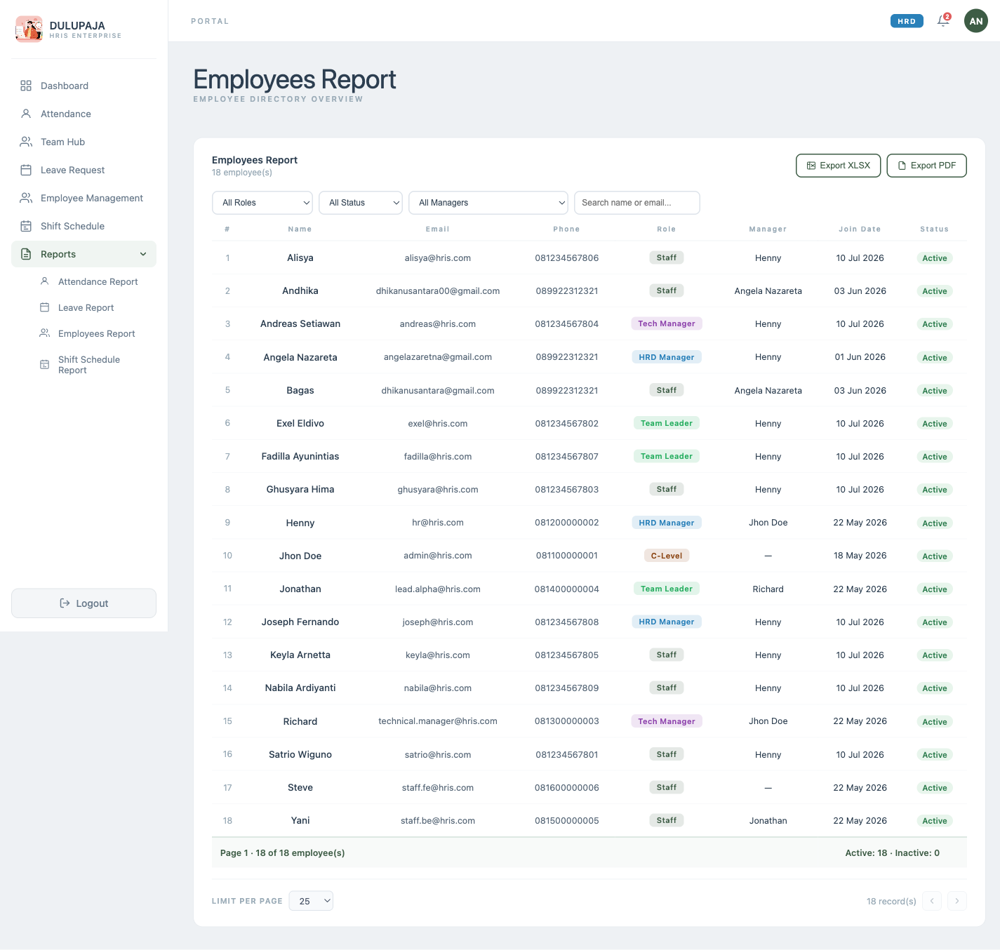 DULUPAJA
HRIS ENTERPRISE
Dashboard
Attendance
Team Hub
Leave Request
Employee Management
Shift Schedule
Reports
Attendance Report
Leave Report
Employees Report
Shift Schedule
Report
Logout
PORTAL
HRD
2
AN
Employees Report
EMPLOYEE DIRECTORY OVERVIEW
Employees Report
18 employee(s)
Export XLSX Export PDF
All Roles All Status All Managers Search name or email...
# Name Email Phone Role Manager Join Date Status
1 Alisya alisya@hris.com 081234567806 Staff Henny 10 Jul 2026 Active
2 Andhika dhikanusantara00@gmail.com 089922312321 Staff Angela Nazareta 03 Jun 2026 Active
3 Andreas Setiawan andreas@hris.com 081234567804 Tech Manager Henny 10 Jul 2026 Active
4 Angela Nazareta angelazaretna@gmail.com 089922312321 HRD Manager Henny 01 Jun 2026 Active
5 Bagas dhikanusantara@gmail.com 089922312321 Staff Angela Nazareta 03 Jun 2026 Active
6 Exel Eldivo exel@hris.com 081234567802 Team Leader Henny 10 Jul 2026 Active
7 Fadilla Ayunintias fadilla@hris.com 081234567807 Team Leader Henny 10 Jul 2026 Active
8 Ghusyara Hima ghusyara@hris.com 081234567803 Staff Henny 10 Jul 2026 Active
9 Henny hr@hris.com 081200000002 HRD Manager Jhon Doe 22 May 2026 Active
10 Jhon Doe admin@hris.com 081100000001 C-Level — 18 May 2026 Active
11 Jonathan lead.alpha@hris.com 081400000004 Team Leader Richard 22 May 2026 Active
12 Joseph Fernando joseph@hris.com 081234567808 HRD Manager Henny 10 Jul 2026 Active
13 Keyla Arnetta keyla@hris.com 081234567805 Staff Henny 10 Jul 2026 Active
14 Nabila Ardiyanti nabila@hris.com 081234567809 Staff Henny 10 Jul 2026 Active
15 Richard technical.manager@hris.com 081300000003 Tech Manager Jhon Doe 22 May 2026 Active
16 Satrio Wiguno satrio@hris.com 081234567801 Staff Henny 10 Jul 2026 Active
17 Steve staff.fe@hris.com 081600000006 Staff — 22 May 2026 Active
18 Yani staff.be@hris.com 081500000005 Staff Jonathan 22 May 2026 Active
Page 1 · 18 of 18 employee(s) Active: 18 · Inactive: 0
LIMIT PER PAGE 25 18 record(s)